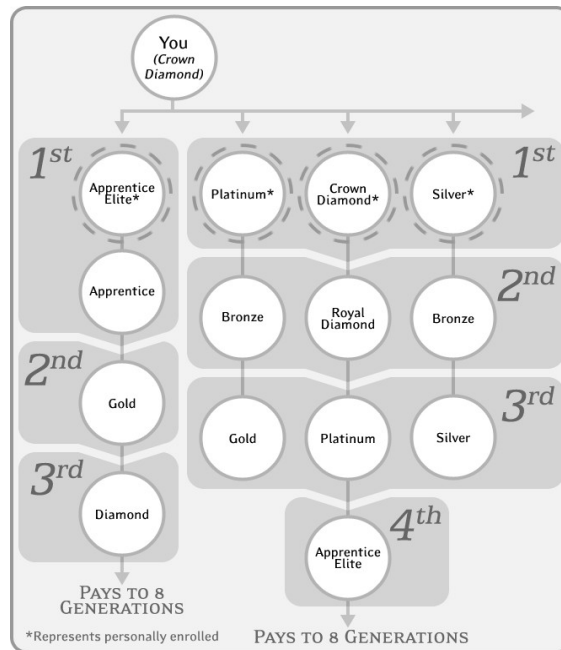 You
(Crown
Diamond)
1st
Apprentice
Elite*
Platinum*
Crown
Diamond*
Silver*
1st
Apprentice
Bronze
Royal
Diamond
Bronze
2nd
2nd
Gold
Gold
Platinum
Silver
3rd
3rd
Diamond
Apprentice
Elite
4th
PAYS TO 8
GENERATIONS
*Represents personally enrolled
PAYS TO 8 GENERATIONS